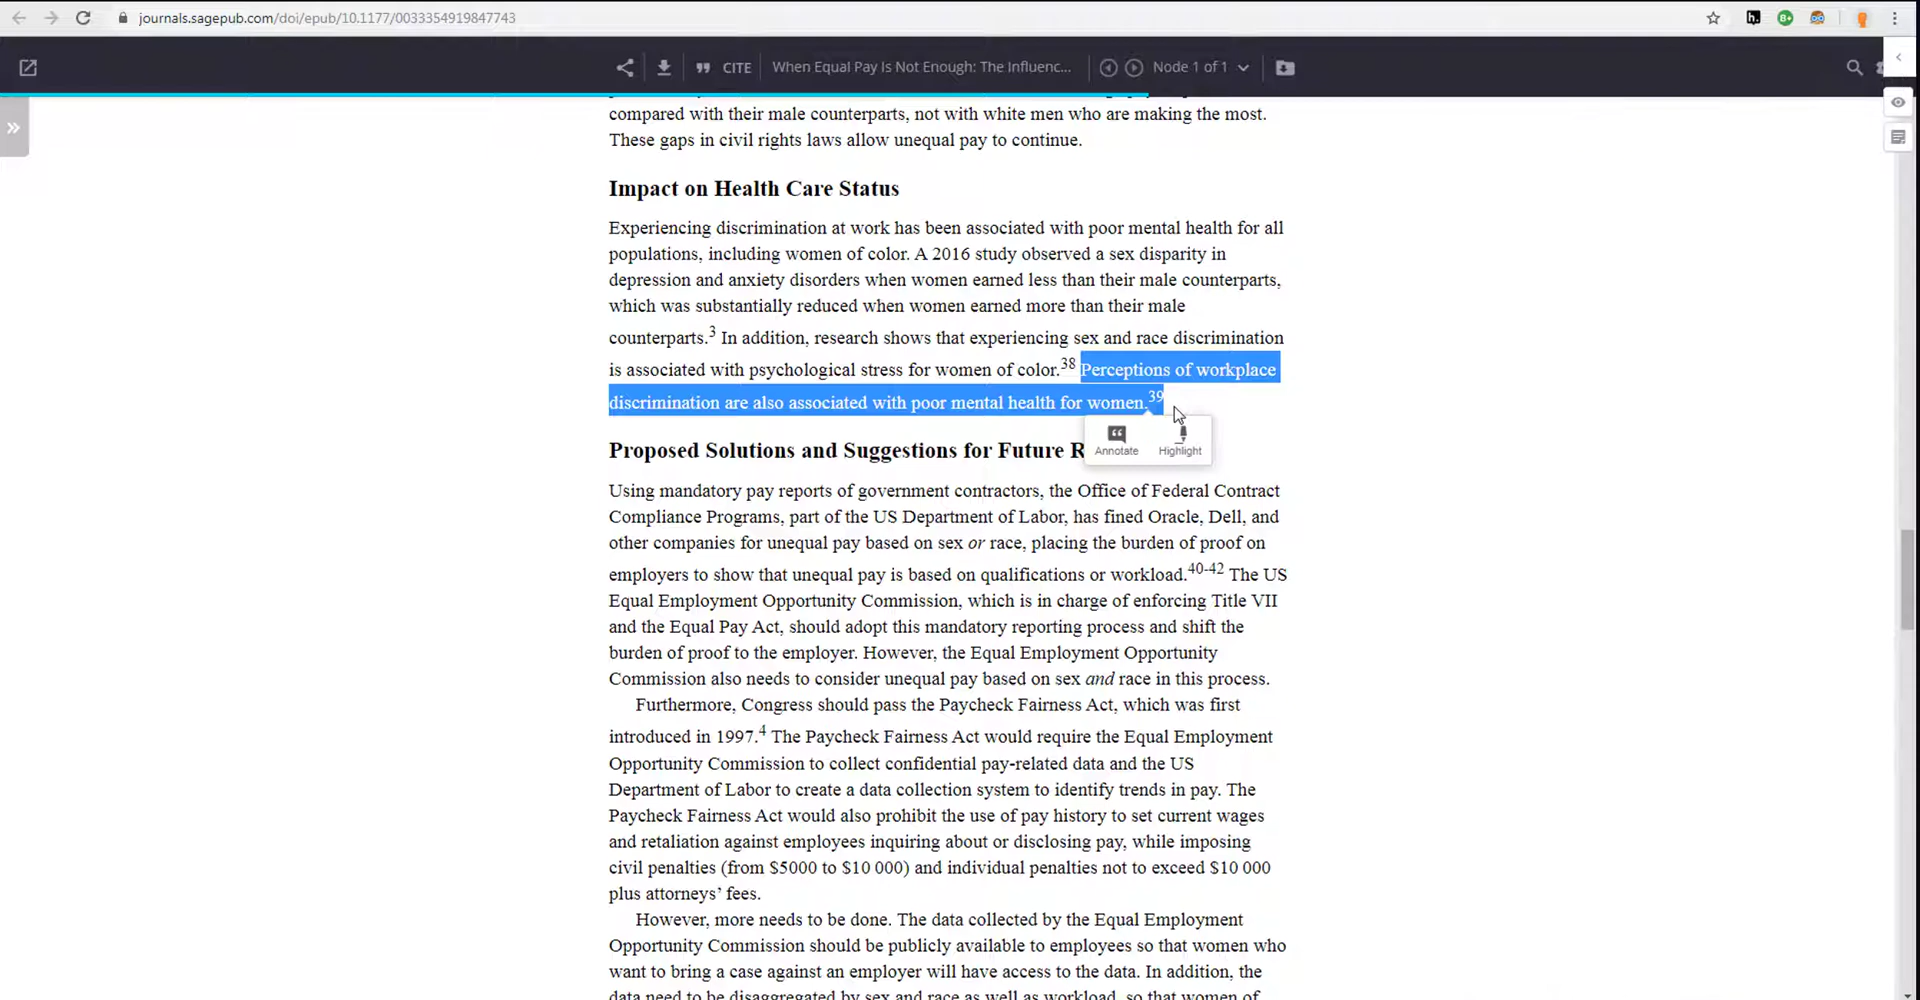 journals.sagepub.com/doi/epub/10.1177/0033354919847743
CITE
When Equal Pay Is Not Enough: The Influenc...
Node 1 of 1
compared with their male counterparts, not with white men who are making the most.
These gaps in civil rights laws allow unequal pay to continue.
Impact on Health Care Status
Experiencing discrimination at work has been associated with poor mental health for all
populations, including women of color. A 2016 study observed a sex disparity in
depression and anxiety disorders when women earned less than their male counterparts,
which was substantially reduced when women earned more than their male
counterparts.3 In addition, research shows that experiencing sex and race discrimination
is associated with psychological stress for women of color.38 Perceptions of workplace
discrimination are also associated with poor mental health for women.39
Annotate
Highlight
Proposed Solutions and Suggestions for Future R
Using mandatory pay reports of government contractors, the Office of Federal Contract
Compliance Programs, part of the US Department of Labor, has fined Oracle, Dell, and
other companies for unequal pay based on sex or race, placing the burden of proof on
employers to show that unequal pay is based on qualifications or workload.40-42 The US
Equal Employment Opportunity Commission, which is in charge of enforcing Title VII
and the Equal Pay Act, should adopt this mandatory reporting process and shift the
burden of proof to the employer. However, the Equal Employment Opportunity
Commission also needs to consider unequal pay based on sex and race in this process.
Furthermore, Congress should pass the Paycheck Fairness Act, which was first
introduced in 1997.4 The Paycheck Fairness Act would require the Equal Employment
Opportunity Commission to collect confidential pay-related data and the US
Department of Labor to create a data collection system to identify trends in pay. The
Paycheck Fairness Act would also prohibit the use of pay history to set current wages
and retaliation against employees inquiring about or disclosing pay, while imposing
civil penalties (from $5000 to $10 000) and individual penalties not to exceed $10 000
plus attorneys’ fees.
However, more needs to be done. The data collected by the Equal Employment
Opportunity Commission should be publicly available to employees so that women who
want to bring a case against an employer will have access to the data. In addition, the
data need to be disaggregated by sex and race as well as workload, so that women of